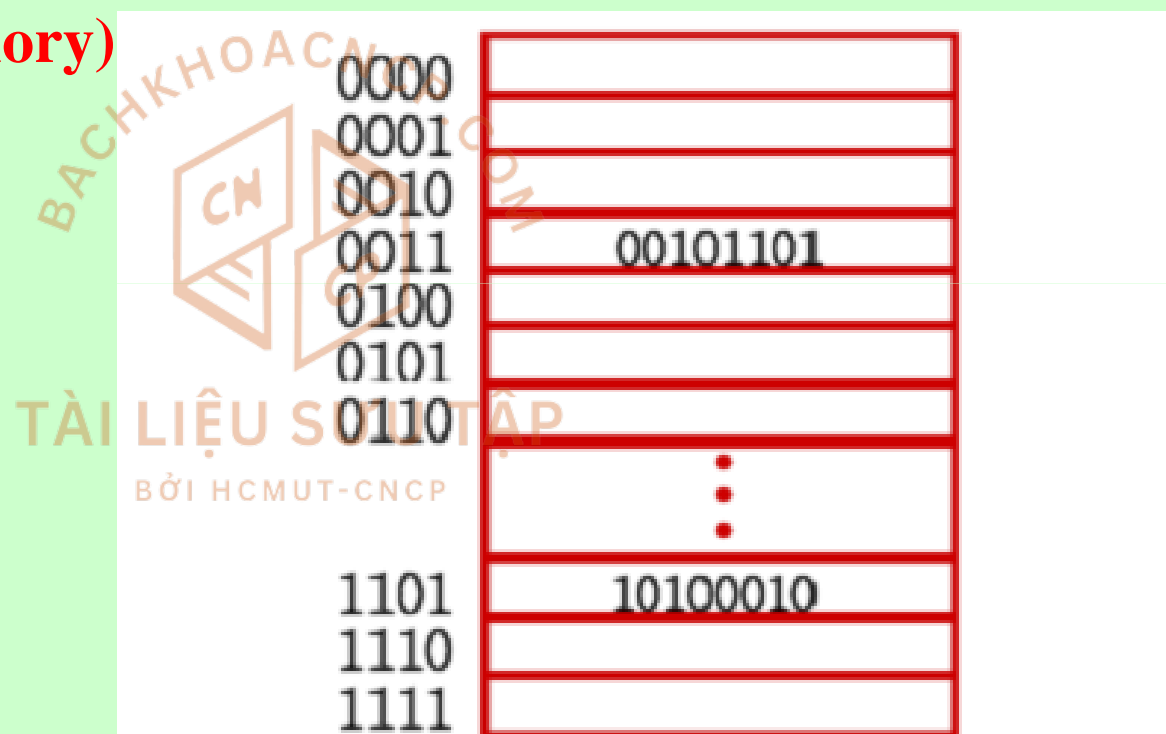 ory)
BACHKHOACNCP.COM
0000
0001
0010
CN
0011 00101101
CP
0100
0101
TÀI LIỆU SƯU TẬP
0110
BỞI HCMUT-CNCP
1101 10100010
1110
1111